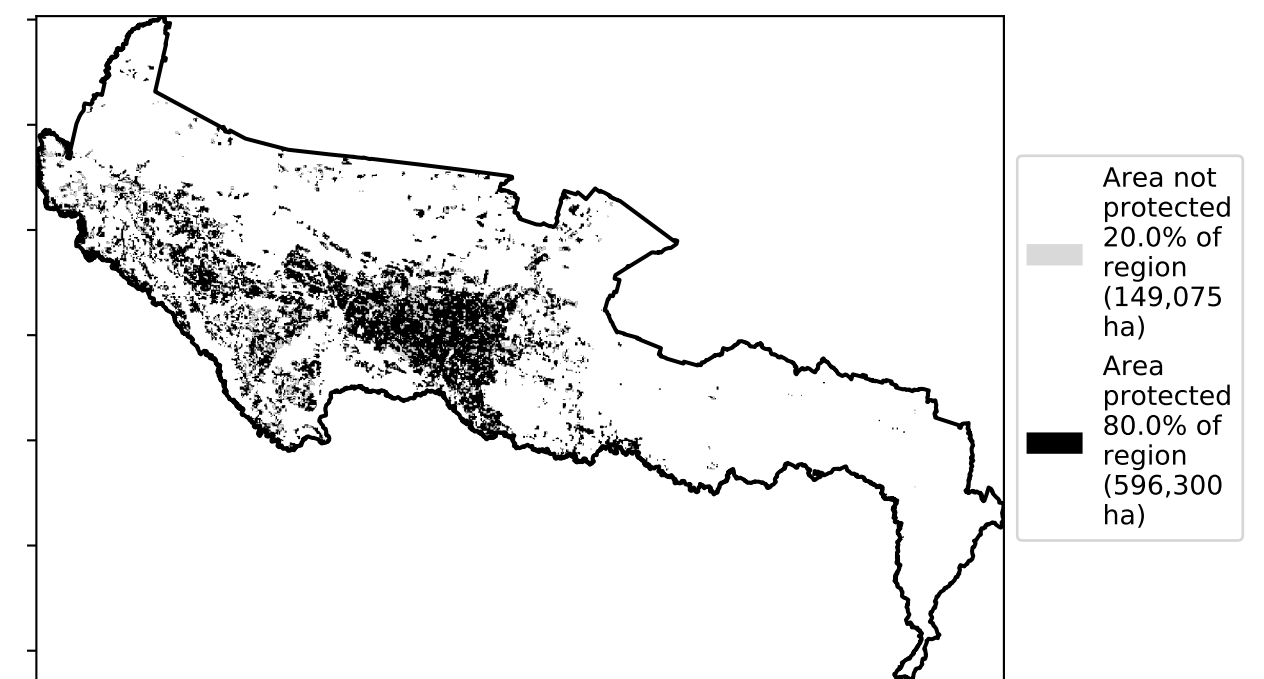 Area not
protected
20.0% of
region
(149,075
ha)
Area
protected
80.0% of
region
(596,300
ha)